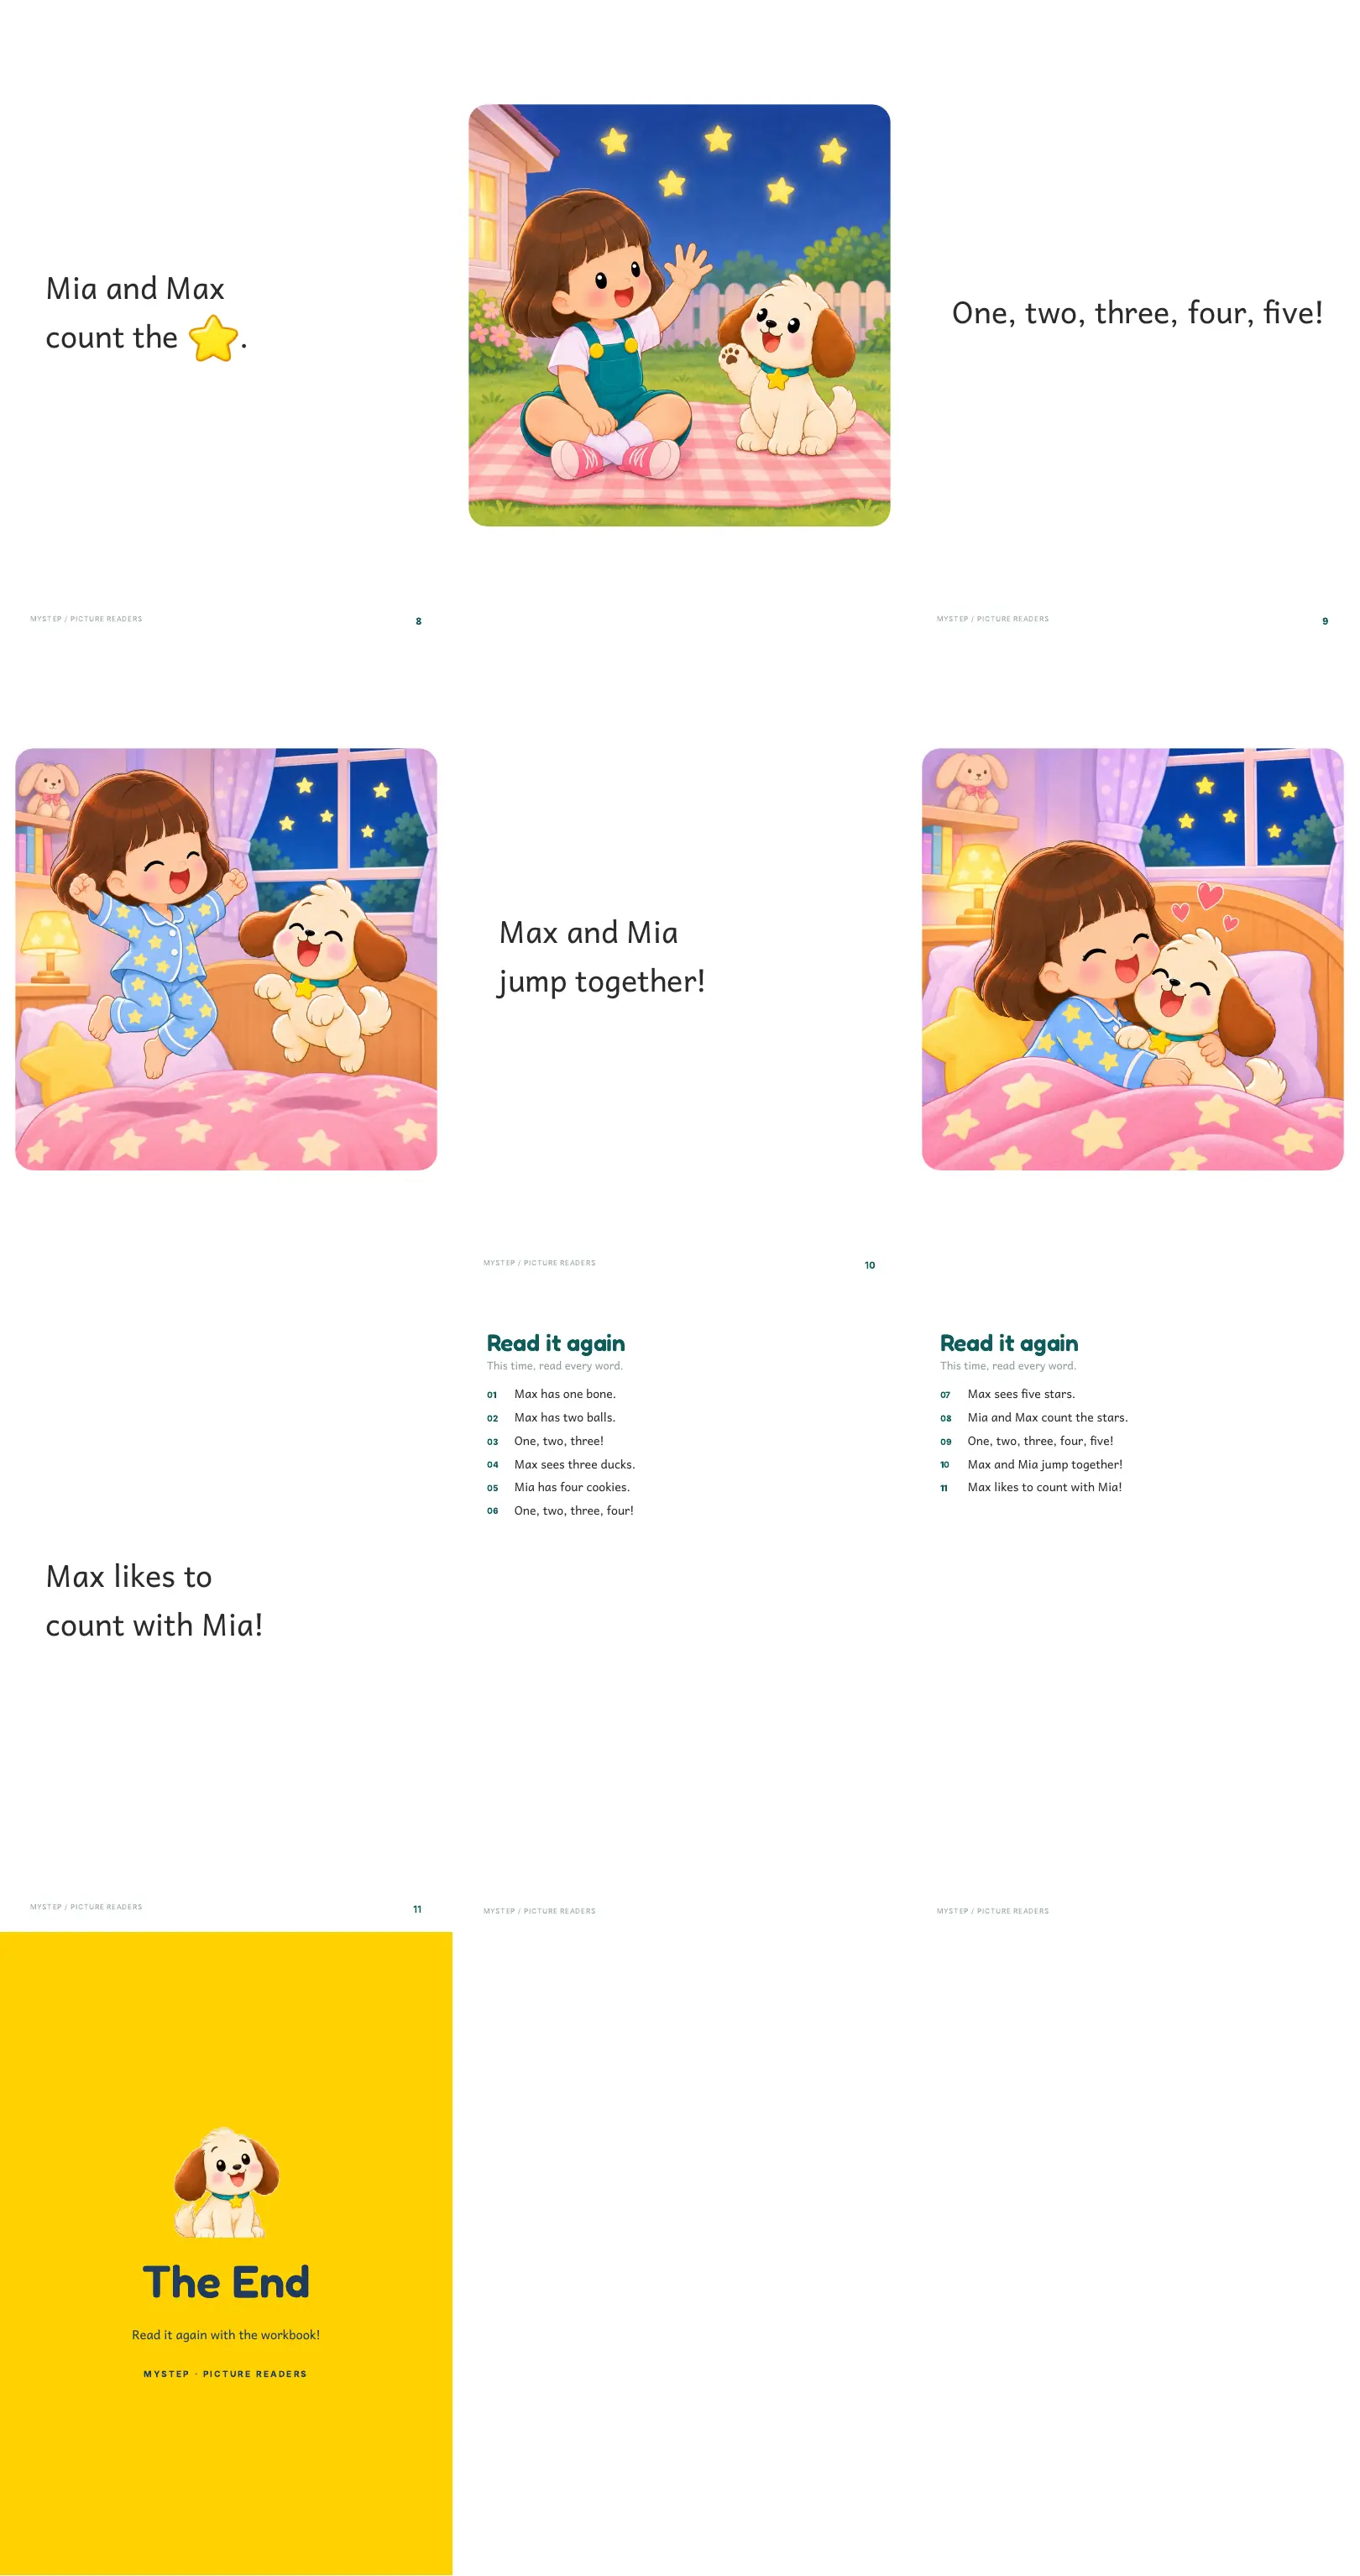 Mia and Max
count the .
MYSTEP / PICTURE READERS
8
One, two, three, four, five!
MYSTEP / PICTURE READERS
9
Max and Mia
jump together!
MYSTEP / PICTURE READERS
10
Max likes to
count with Mia!
MYSTEP / PICTURE READERS
11
Read it again
This time, read every word.
01 Max has one bone.
02 Max has two balls.
03 One, two, three!
04 Max sees three ducks.
05 Mia has four cookies.
06 One, two, three, four!
MYSTEP / PICTURE READERS
Read it again
This time, read every word.
07 Max sees five stars.
08 Mia and Max count the stars.
09 One, two, three, four, five!
10 Max and Mia jump together!
11 Max likes to count with Mia!
MYSTEP / PICTURE READERS
The End
Read it again with the workbook!
MYSTEP · PICTURE READERS